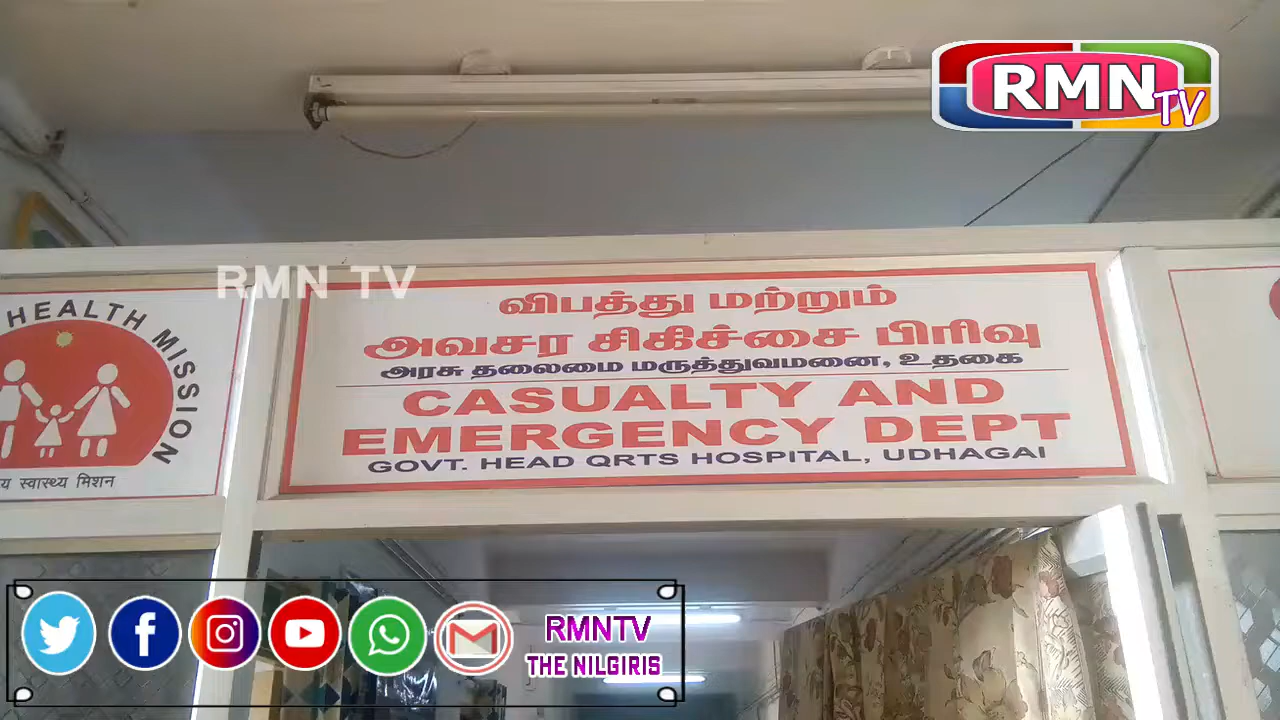 RMN TV
RMN TV
HEALTH MISSION
स्वास्थ्य मिशन
விபத்து மற்றும்
அவசர சிகிச்சை பிரிவு
அரசு தலைமை மருத்துவமனை, உதகை
CASUALTY AND
EMERGENCY DEPT
GOVT. HEAD QRTS HOSPITAL, UDHAGAI
RMNTV
THE NILGIRIS